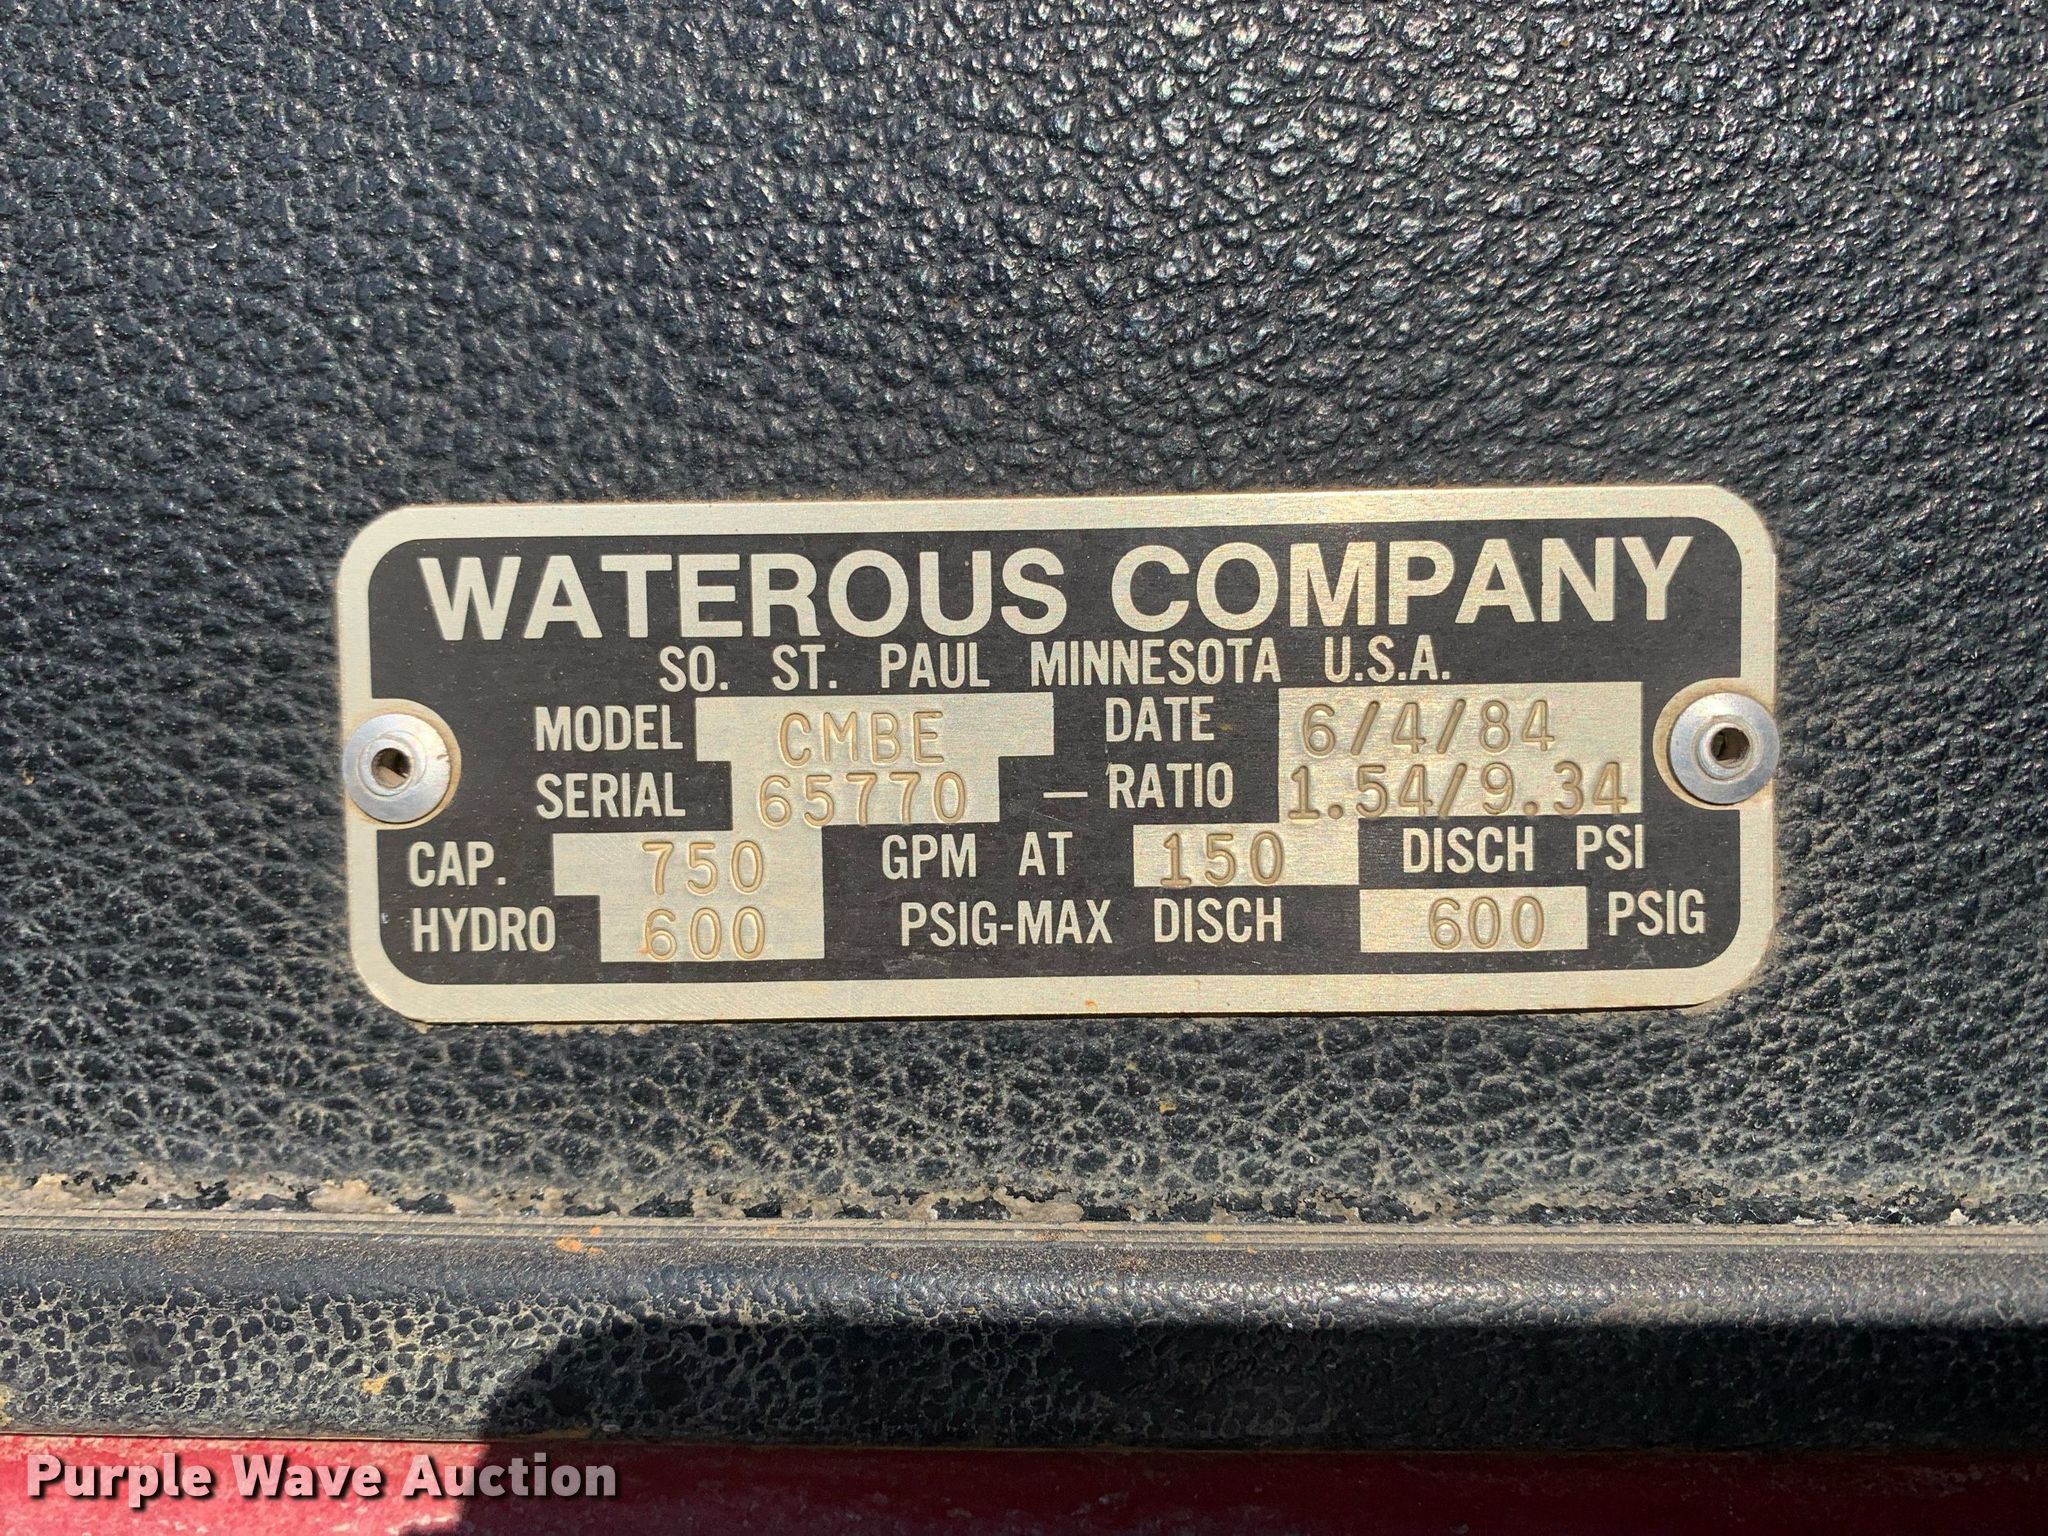 WATEROUS COMPANY
SO. ST. PAUL MINNESOTA U.S.A.
MODEL CMBE DATE 6/4/84
SERIAL 65770 — RATIO 1.54/9.34
CAP. 750 GPM AT 150 DISCH PSI
HYDRO 600 PSIG-MAX DISCH 600 PSIG
Purple Wave Auction